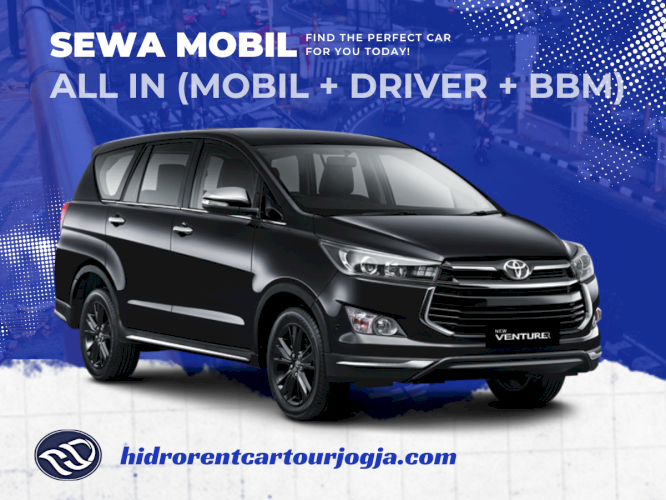 SEWA MOBIL
FIND THE PERFECT CAR
FOR YOU TODAY!
ALL IN (MOBIL + DRIVER + BBM)
NEW
VENTURER
hidrorentcartourjogja.com